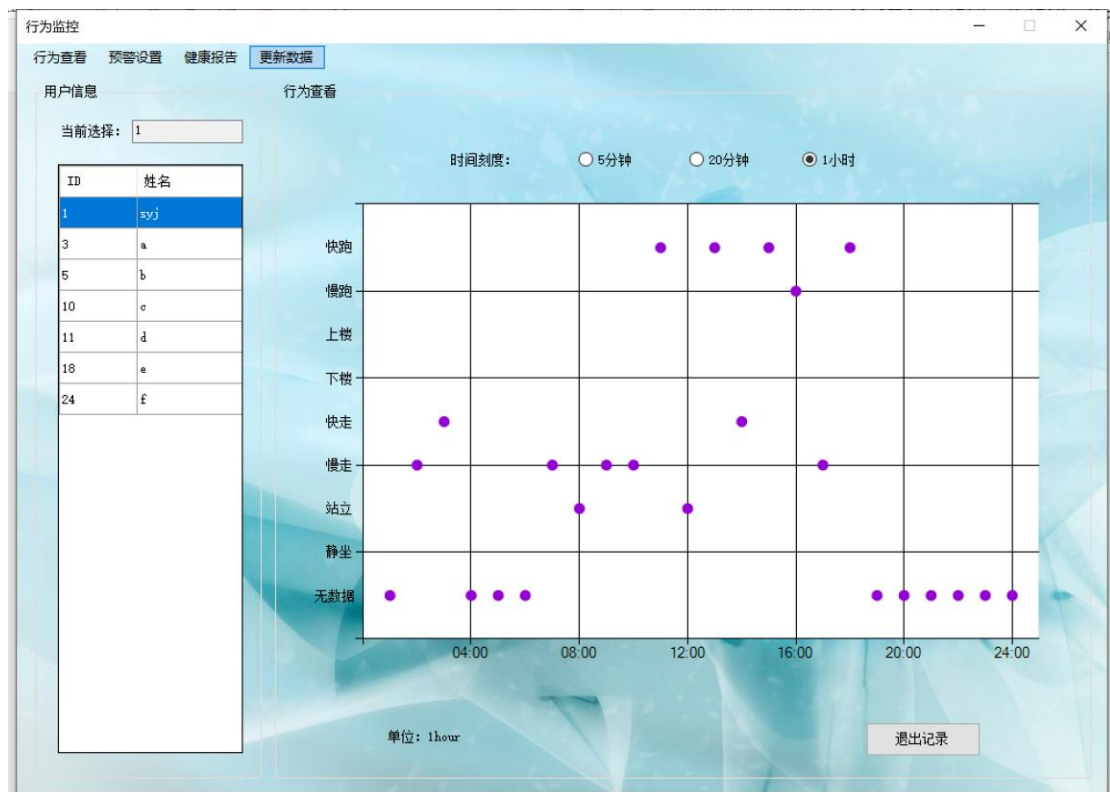 行为监控
行为查看 预警设置 健康报告 更新数据
用户信息
当前选择： 1
ID 姓名
1 syj
3 a
5 b
10 c
11 d
18 e
24 f
行为查看
时间刻度： 5分钟 20分钟 1小时
快跑
慢跑
上楼
下楼
快走
慢走
站立
静坐
无数据
04:00 08:00 12:00 16:00 20:00 24:00
单位：1hour
退出记录